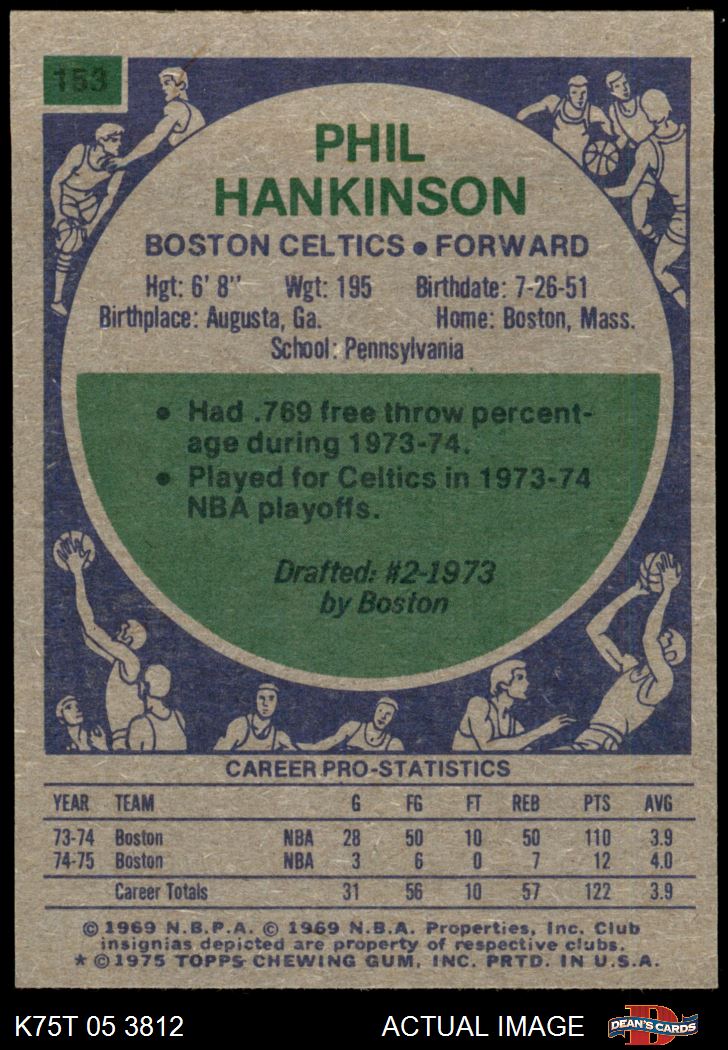 153
PHIL
HANKINSON
BOSTON CELTICS • FORWARD
Hgt: 6' 8" Wgt: 195 Birthdate: 7-26-51
Birthplace: Augusta, Ga. Home: Boston, Mass.
School: Pennsylvania
• Had .769 free throw percent-
age during 1973-74.
• Played for Celtics in 1973-74
NBA playoffs.
Drafted: #2-1973
by Boston
CAREER PRO-STATISTICS
YEAR TEAM G FG FT REB PTS AVG
73-74 Boston NBA 28 50 10 50 110 3.9
74-75 Boston NBA 3 6 0 7 12 4.0
Career Totals 31 56 10 57 122 3.9
© 1969 N.B.P.A. © 1969 N.B.A. Properties, Inc. Club
insignias depicted are property of respective clubs.
* © 1975 TOPPS CHEWING GUM, INC. PRTD. IN U.S.A.
K75T 05 3812 ACTUAL IMAGE D DEAN'S CARDS